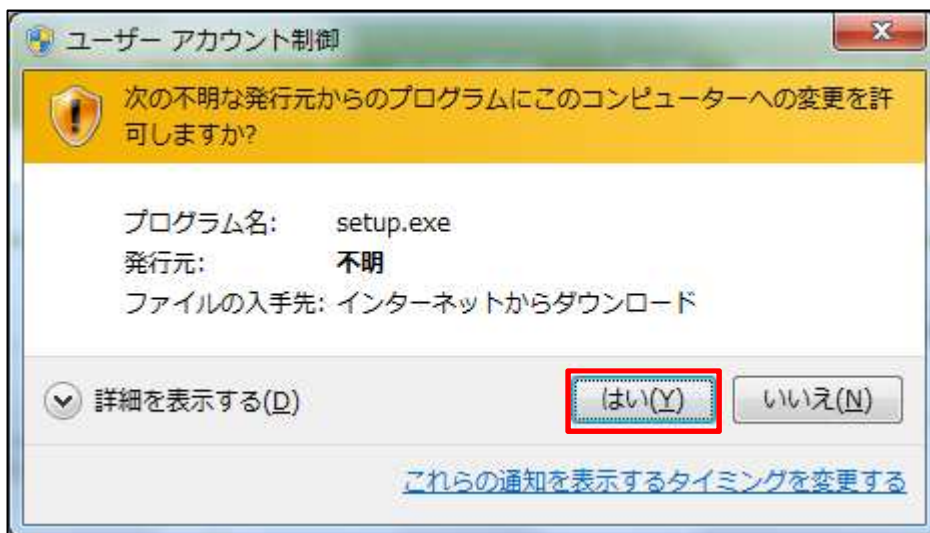 ユーザー アカウント制御
次の不明な発行元からのプログラムにこのコンピューターへの変更を許
可しますか?
プログラム名: setup.exe
発行元: 不明
ファイルの入手先: インターネットからダウンロード
詳細を表示する(D) はい(Y) いいえ(N)
これらの通知を表示するタイミングを変更する